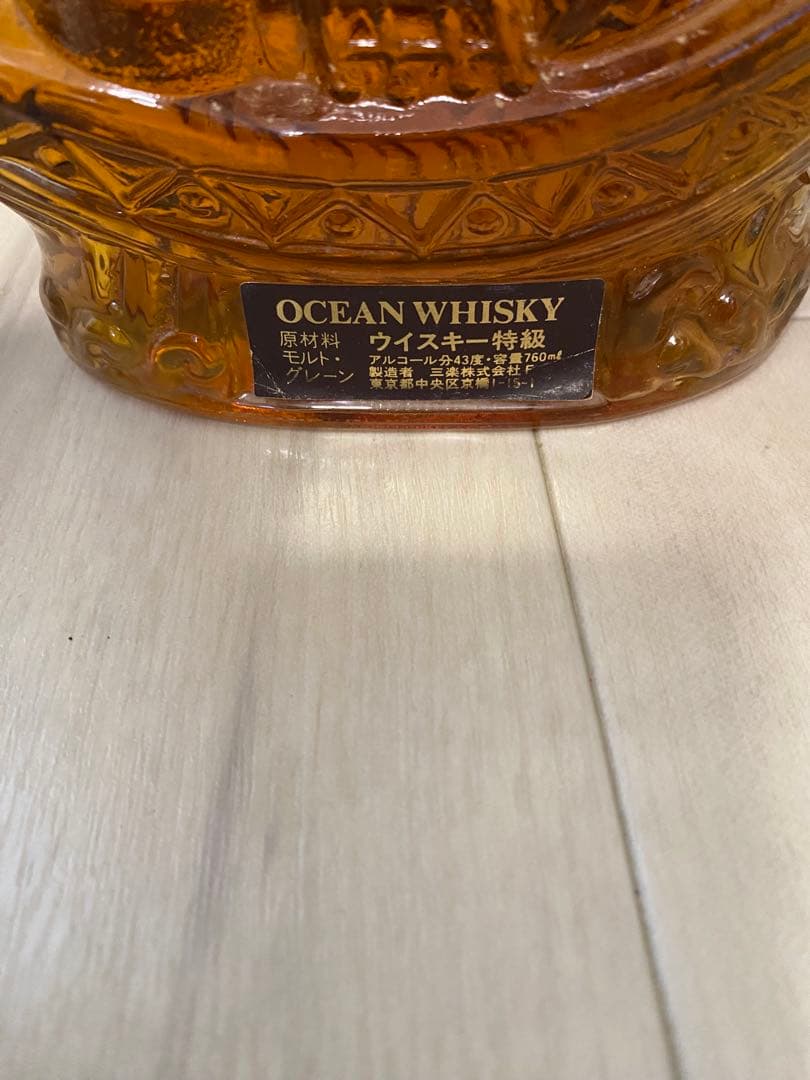 OCEAN WHISKY
原材料 ウイスキー特級
モルト・ アルコール分43度・容量760ml
グレーン 製造者 三楽株式会社
東京都中央区京橋1-15-1